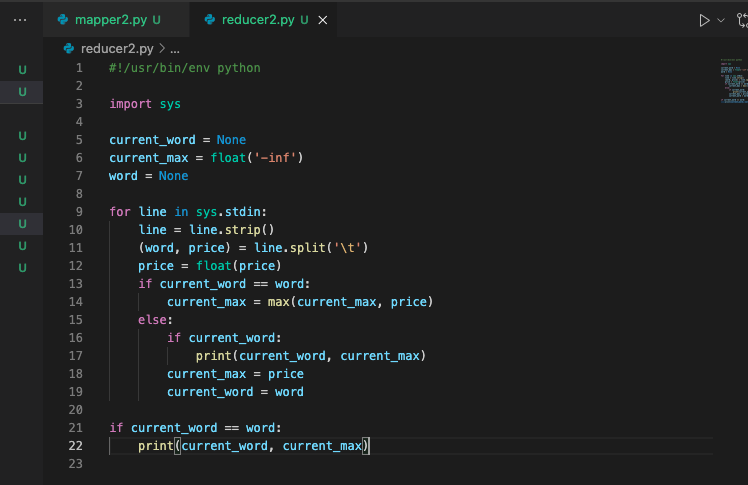 ... mapper2.py U reducer2.py U
reducer2.py > ...
U
U
U
U
U
U
U
U
U
1 #!/usr/bin/env python
2
3 import sys
4
5 current_word = None
6 current_max = float('-inf')
7 word = None
8
9 for line in sys.stdin:
10 line = line.strip()
11 (word, price) = line.split('\t')
12 price = float(price)
13 if current_word == word:
14 current_max = max(current_max, price)
15 else:
16 if current_word:
17 print(current_word, current_max)
18 current_max = price
19 current_word = word
20
21 if current_word == word:
22 print(current_word, current_max)
23